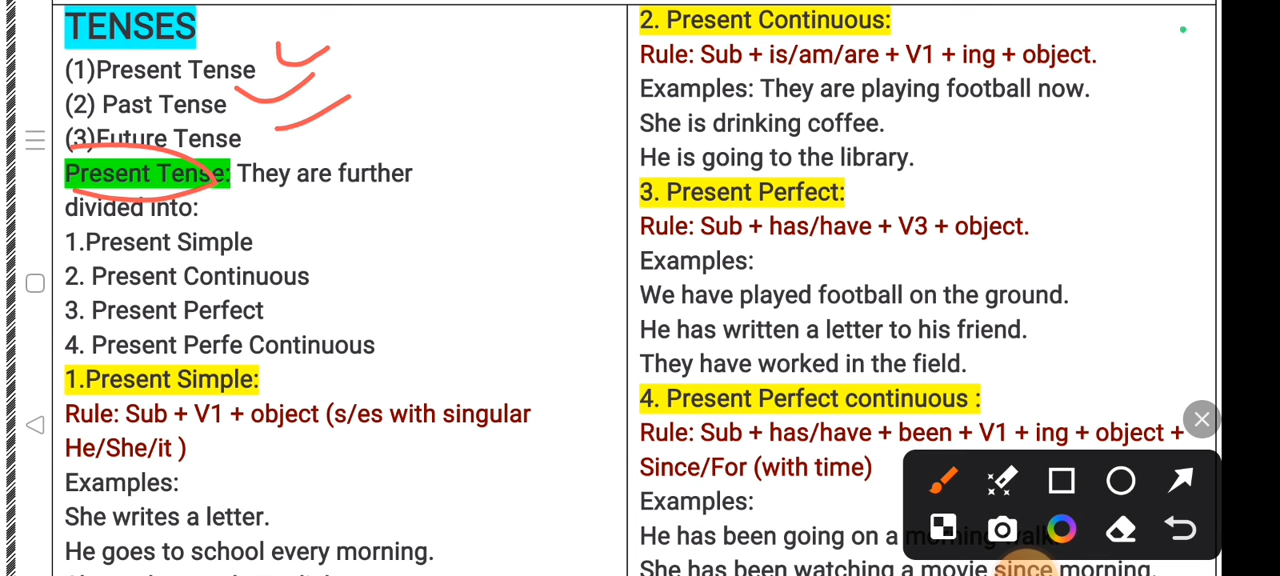 TENSES
(1)Present Tense
(2) Past Tense
(3)Future Tense
Present Tense: They are further
divided into:
1.Present Simple
2. Present Continuous
3. Present Perfect
4. Present Perfe Continuous
1.Present Simple:
Rule: Sub + V1 + object (s/es with singular
He/She/it )
Examples:
She writes a letter.
He goes to school every morning.
2. Present Continuous:
Rule: Sub + is/am/are + V1 + ing + object.
Examples: They are playing football now.
She is drinking coffee.
He is going to the library.
3. Present Perfect:
Rule: Sub + has/have + V3 + object.
Examples:
We have played football on the ground.
He has written a letter to his friend.
They have worked in the field.
4. Present Perfect continuous :
Rule: Sub + has/have + been + V1 + ing + object +
Since/For (with time)
Examples:
He has been going on a morning walk
She has been watching a movie since morning.